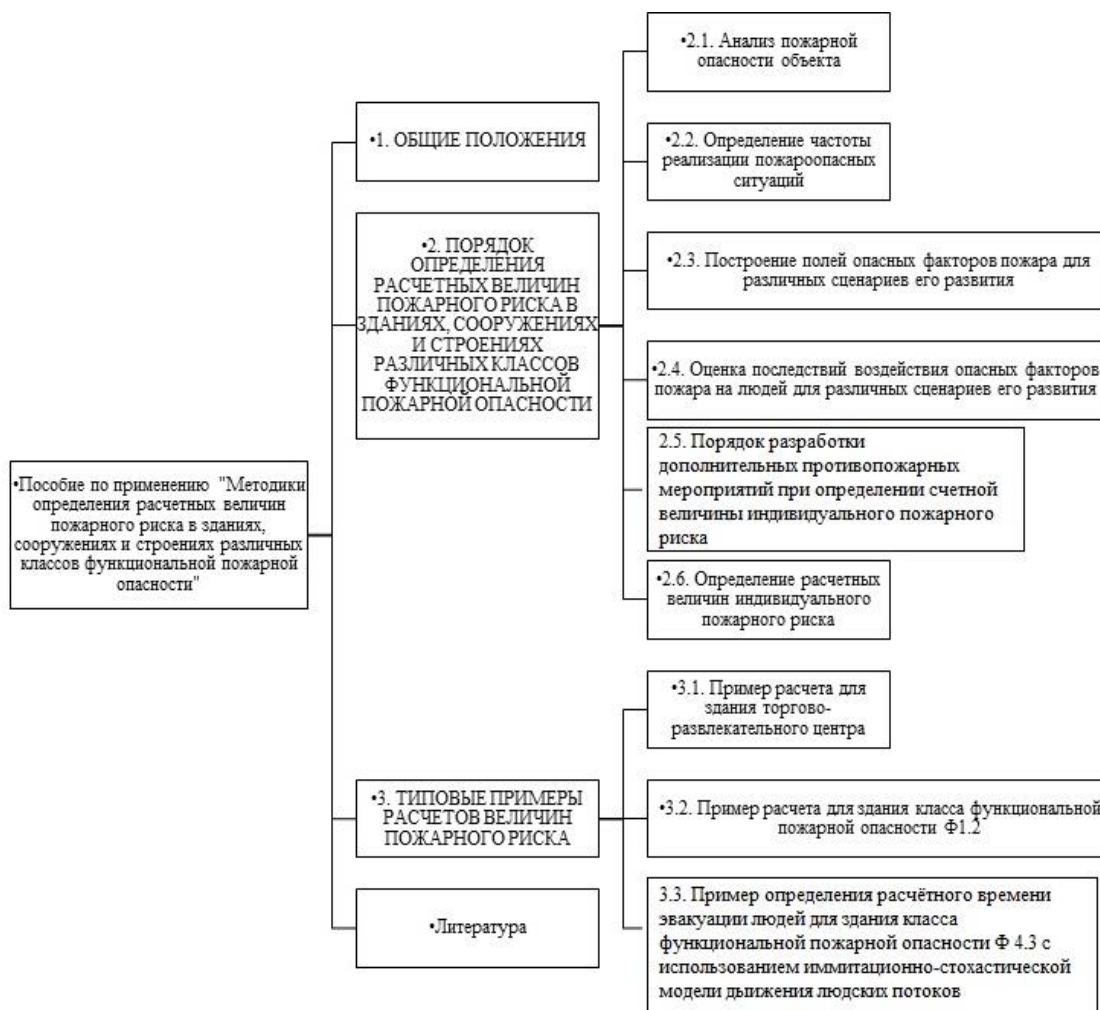 •Пособие по применению "Методики
определения расчетных величин
пожарного риска в зданиях,
сооружениях и строениях различных
классов функциональной пожарной
опасности"
•1. ОБЩИЕ ПОЛОЖЕНИЯ
•2. ПОРЯДОК
ОПРЕДЕЛЕНИЯ
РАСЧЕТНЫХ ВЕЛИЧИН
ПОЖАРНОГО РИСКА В
ЗДАНИЯХ, СООРУЖЕНИЯХ
И СТРОЕНИЯХ
РАЗЛИЧНЫХ КЛАССОВ
ФУНКЦИОНАЛЬНОЙ
ПОЖАРНОЙ ОПАСНОСТИ
•2.1. Анализ пожарной
опасности объекта
•2.2. Определение частоты
реализации пожароопасных
ситуаций
•2.3. Построение полей опасных факторов пожара для
различных сценариев его развития
•2.4. Оценка последствий воздействия опасных факторов
пожара на людей для различных сценариев его развития
2.5. Порядок разработки
дополнительных противопожарных
мероприятий при определении счетной
величины индивидуального пожарного
риска
•2.6. Определение расчетных
величин индивидуального
пожарного риска
•3. ТИПОВЫЕ ПРИМЕРЫ
РАСЧЕТОВ ВЕЛИЧИН
ПОЖАРНОГО РИСКА
•3.1. Пример расчета для
здания торгово-
развлекательного центра
•3.2. Пример расчета для здания класса функциональной
пожарной опасности Ф1.2
3.3. Пример определения расчётного времени
эвакуации людей для здания класса
функциональной пожарной опасности Ф 4.3 с
использованием иммитационно-стохастической
модели дыижения людских потоков
•Литература